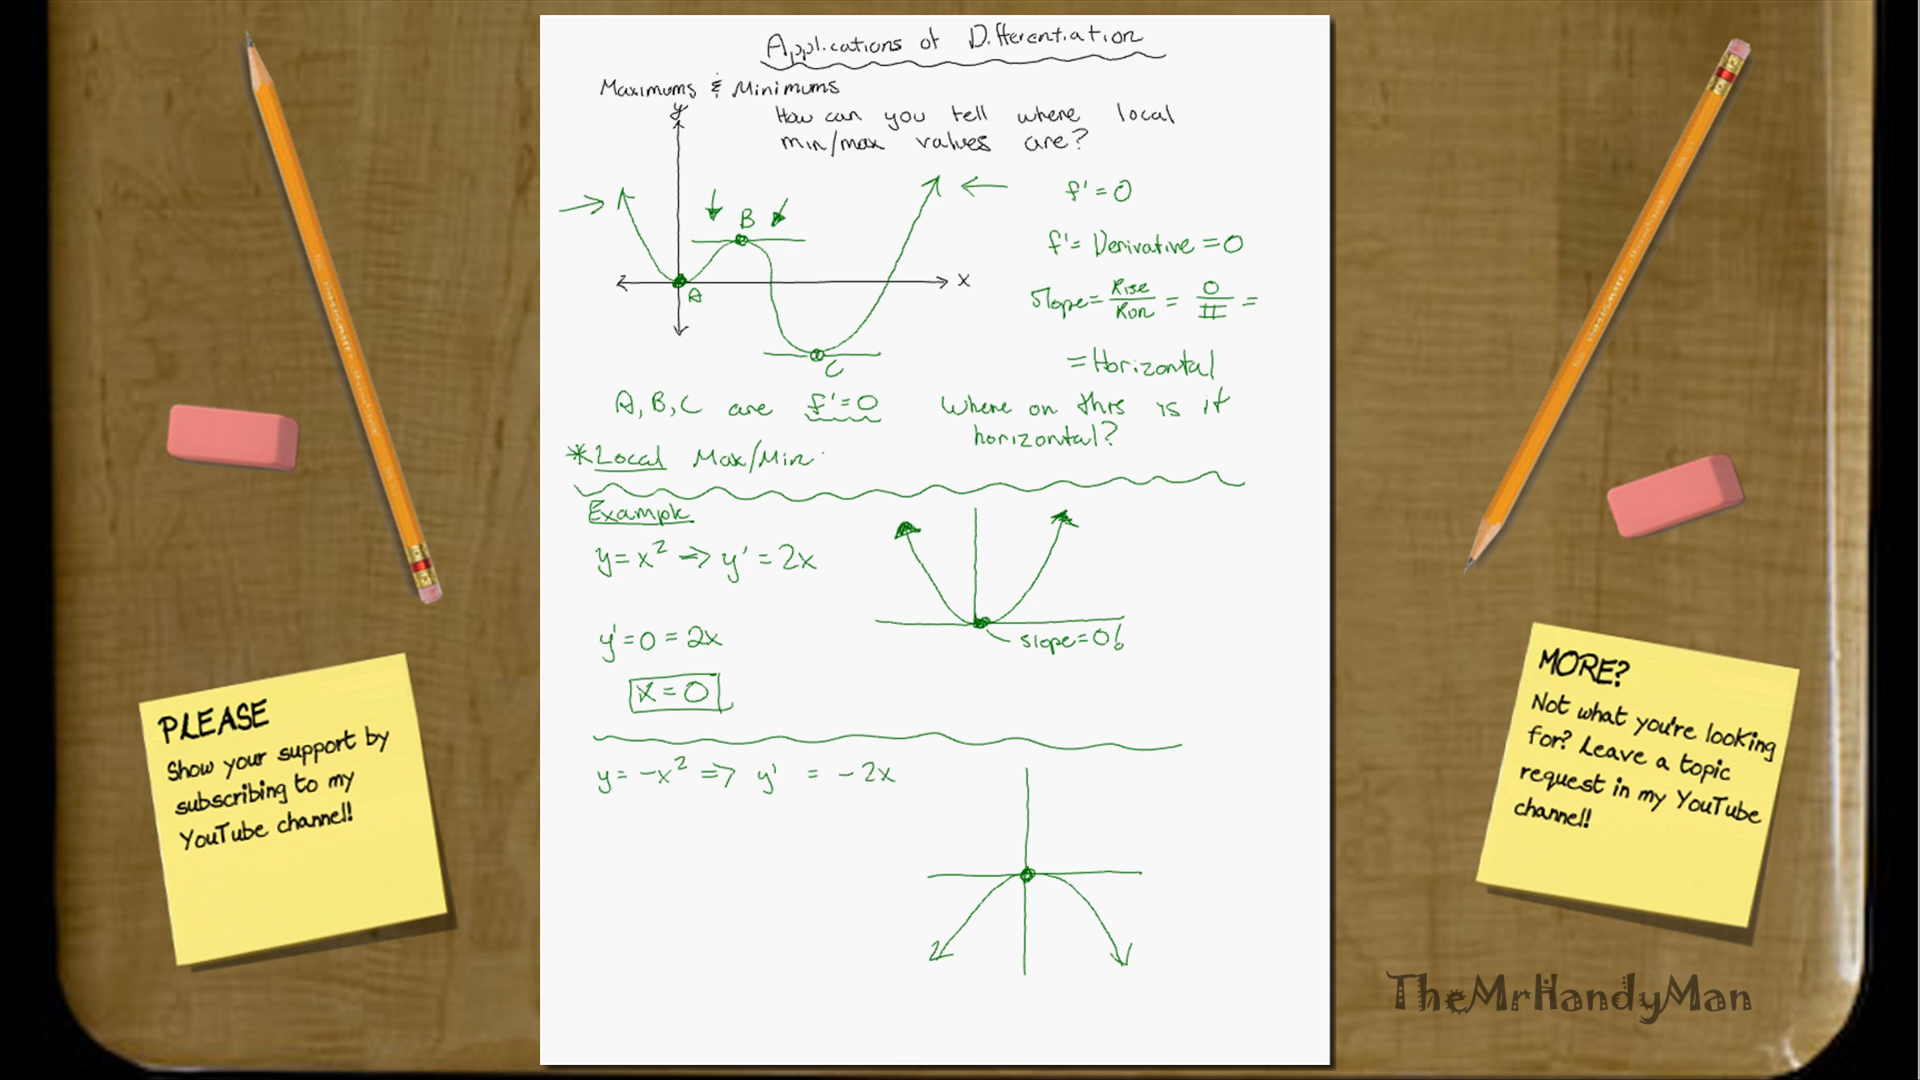 Applications of Differentiation
Maximums & Minimums
y
How can you tell where local
min/max values are?
f' = 0
B
f' = Derivative = 0
x
A
Slope = Rise/Run = 0/# =
= Horizontal
C
A, B, C are f' = 0
Where on this is it
horizontal?
*Local Max/Min
Example
y = x² => y' = 2x
y' = 0 = 2x
slope = 0!
x = 0
y = -x² => y' = -2x
PLEASE
Show your support by
subscribing to my
YouTube channel!
MORE?
Not what you're looking
for? Leave a topic
request in my YouTube
channel!
TheMrHandyMan